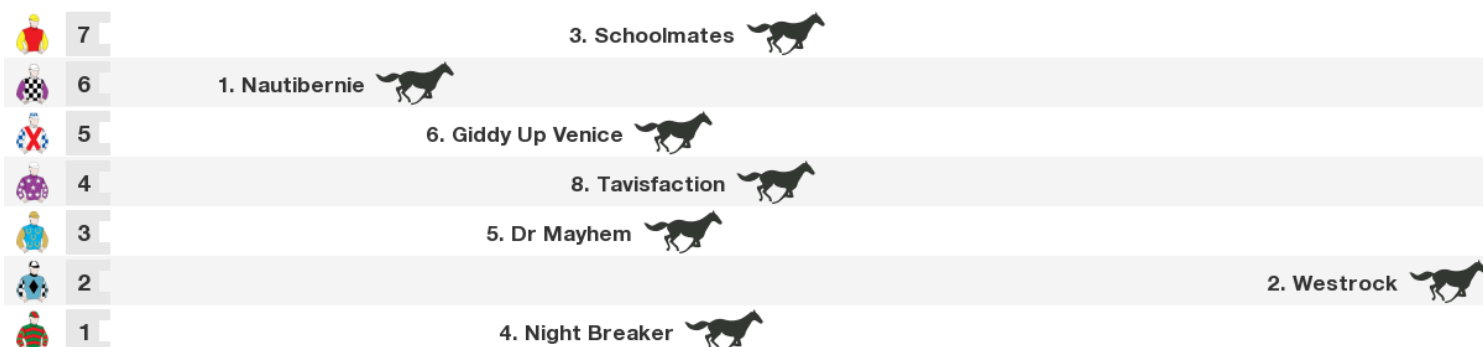 7 3. Schoolmates
6 1. Nautibernie
5 6. Giddy Up Venice
4 8. Tavisfaction
3 5. Dr Mayhem
2 2. Westrock
1 4. Night Breaker